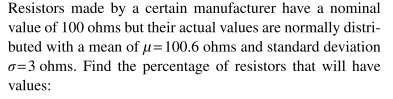 Resistors made by a certain manufacturer have a nominal
value of 100 ohms but their actual values are normally distri-
buted with a mean of μ=100.6 ohms and standard deviation
σ=3 ohms. Find the percentage of resistors that will have
values: